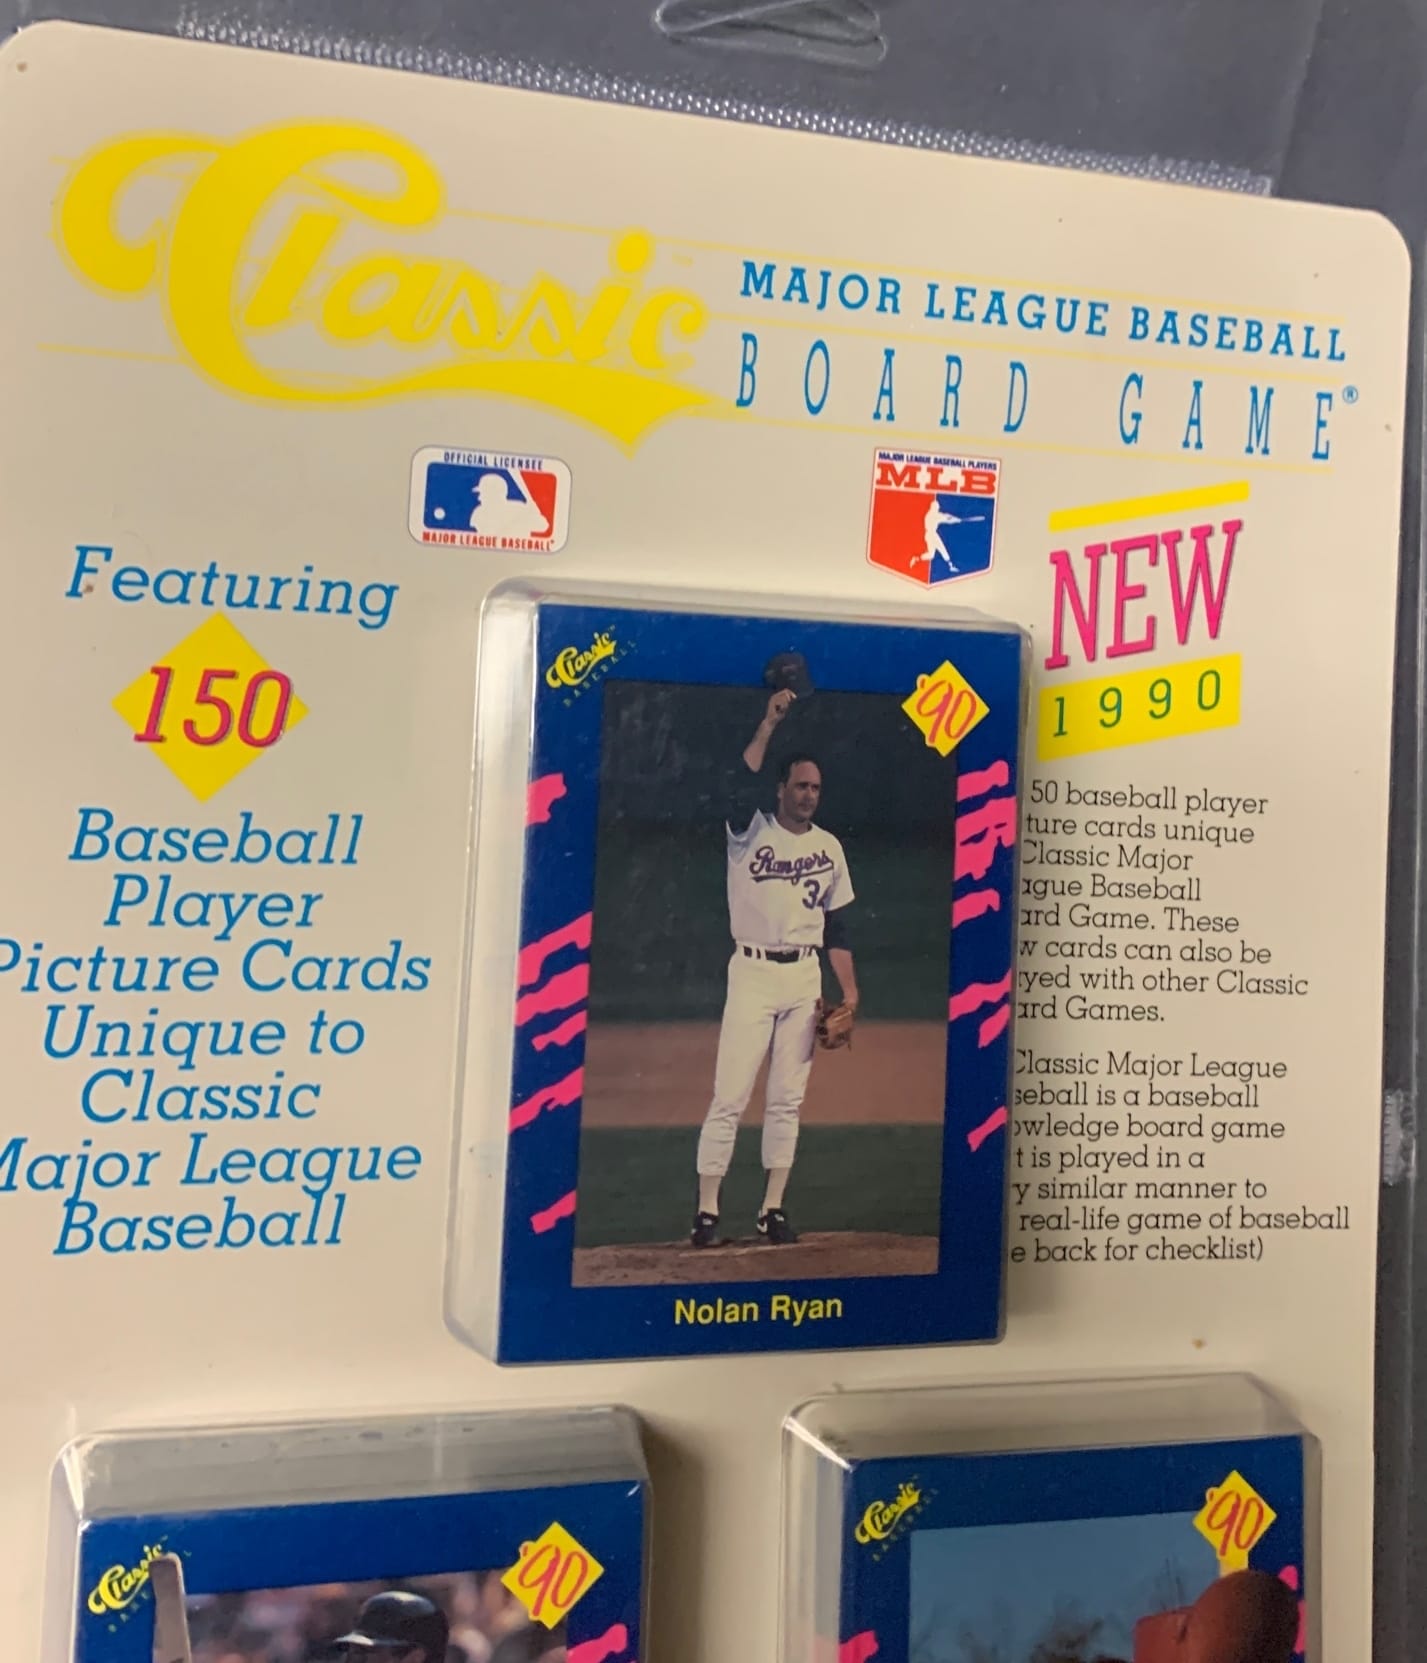 Classic
MAJOR LEAGUE BASEBALL
BOARD GAME®
OFFICIAL LICENSEE
MAJOR LEAGUE BASEBALL
MAJOR LEAGUE BASEBALL PLAYERS
MLB
Featuring
150
Baseball
Player
Picture Cards
Unique to
Classic
Major League
Baseball
NEW
1990
50 baseball player
ture cards unique
Classic Major
ague Baseball
ard Game. These
w cards can also be
yed with other Classic
ard Games.
Classic Major League
seball is a baseball
owledge board game
t is played in a
y similar manner to
real-life game of baseball
e back for checklist)
Classic™
BASEBALL
'90
Rangers
34
Nolan Ryan
Classic
BASEBALL
'90
Classic
BASEBALL
'90